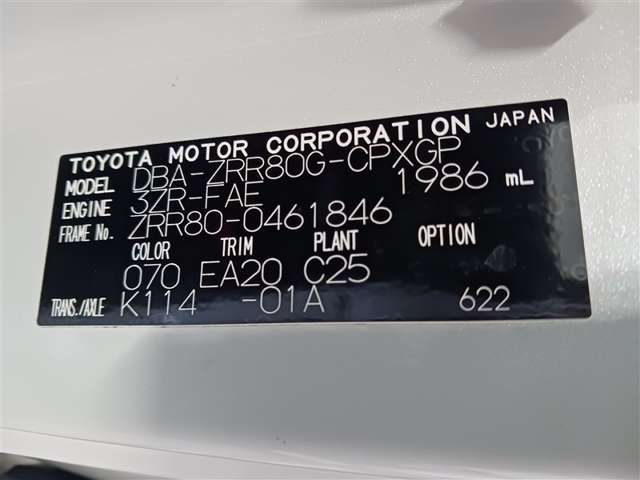 TOYOTA MOTOR CORPORATION JAPAN
MODEL DBA-ZRR80G-CPXGP
ENGINE 3ZR-FAE 1986 mL
FRAME No. ZRR80-0461846
COLOR TRIM PLANT OPTION
070 EA20 C25
TRANS./AXLE K114 -01A 622